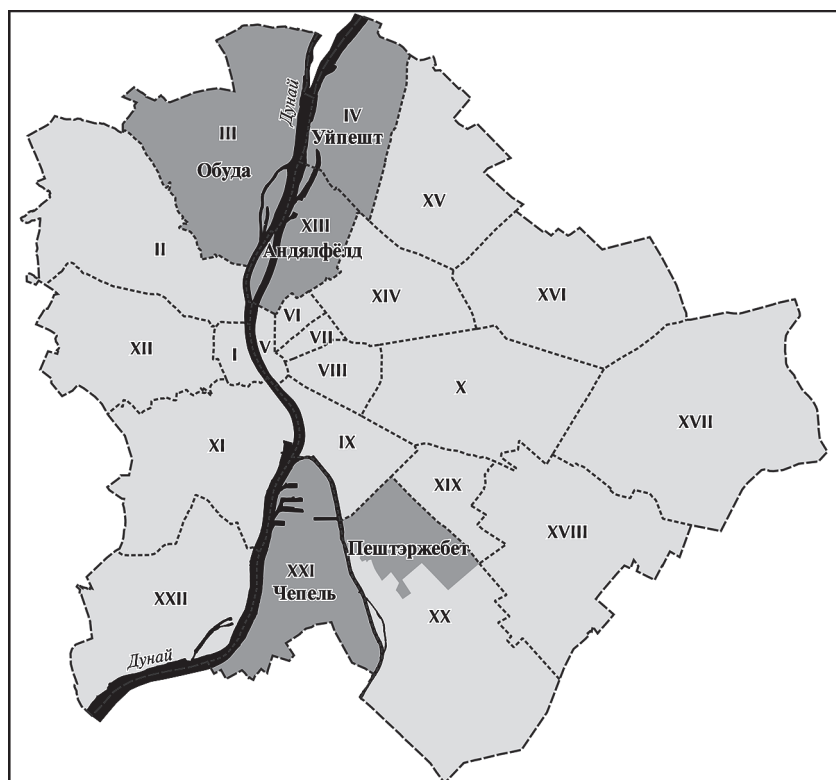 Дунай
IV
Уйпешт
III
Обуда
XV
XIII
Андялфёлд
II
XIV
XVI
VI
VII
V
I
XII
VIII
X
XVII
IX
XI
XIX
XVIII
Пештэржебет
XXI
Чепель
XXII
XX
Дунай